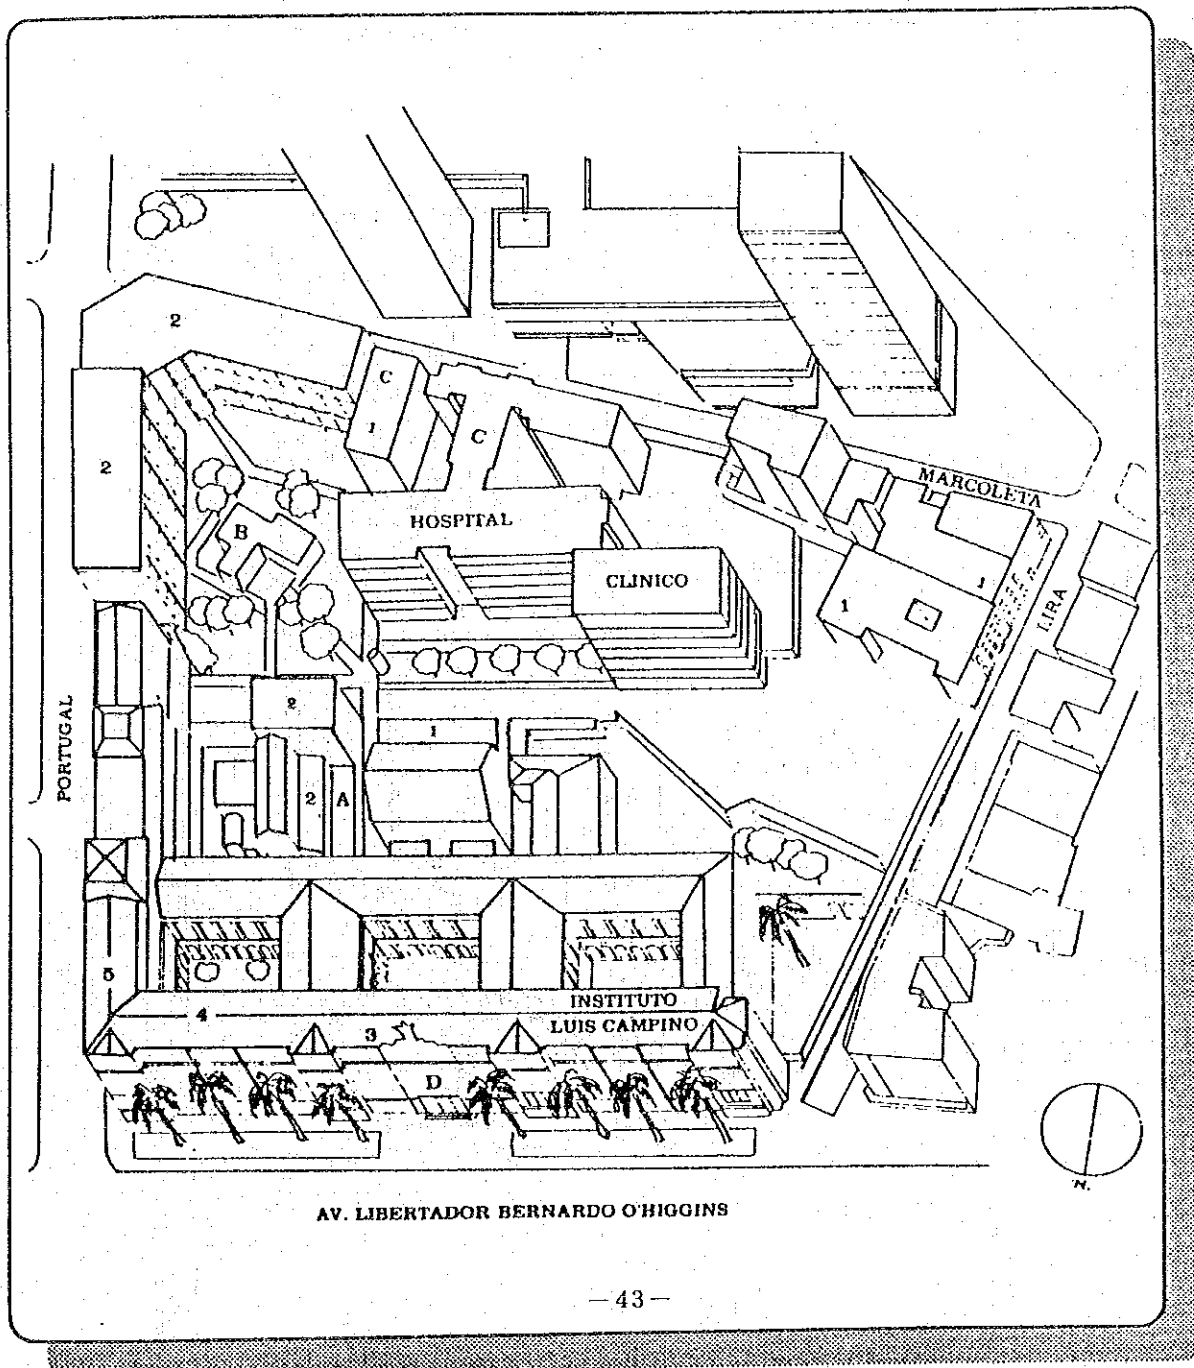 2
C
1
C
2
MARCOLETA
HOSPITAL
B
CLINICO
1
1
LIRA
2
PORTUGAL
1
2
A
5
INSTITUTO
4
LUIS CAMPINO
3
D
N.
AV. LIBERTADOR BERNARDO O'HIGGINS
—43—